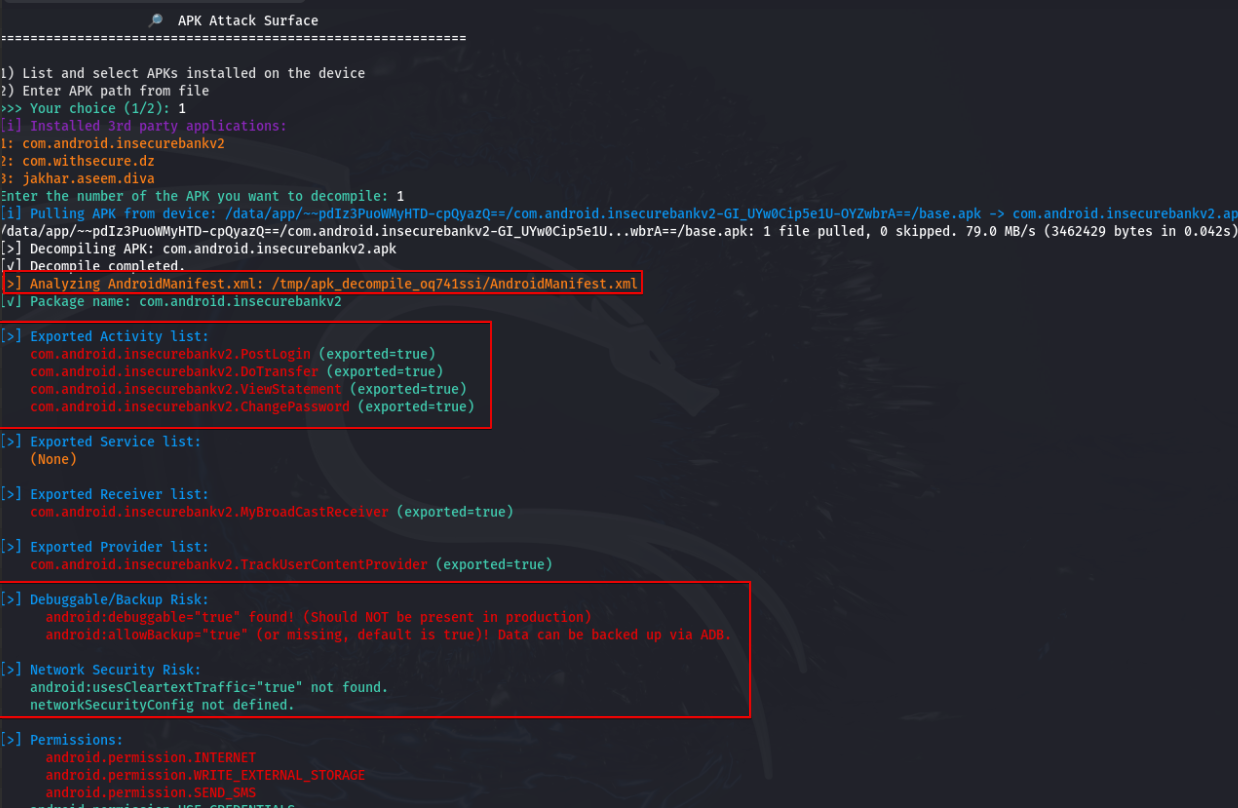 🔎 APK Attack Surface
============================================================
1) List and select APKs installed on the device
2) Enter APK path from file
>>> Your choice (1/2): 1
[i] Installed 3rd party applications:
1: com.android.insecurebankv2
2: com.withsecure.dz
3: jakhar.aseem.diva
Enter the number of the APK you want to decompile: 1
[i] Pulling APK from device: /data/app/~~pdIz3PuoWMyHTD-cpQyazQ==/com.android.insecurebankv2-GI_UYw0Cip5e1U-OYZwbrA==/base.apk -> com.android.insecurebankv2.ap
/data/app/~~pdIz3PuoWMyHTD-cpQyazQ==/com.android.insecurebankv2-GI_UYw0Cip5e1U...wbrA==/base.apk: 1 file pulled, 0 skipped. 79.0 MB/s (3462429 bytes in 0.042s)
[>] Decompiling APK: com.android.insecurebankv2.apk
[√] Decompile completed.
[>] Analyzing AndroidManifest.xml: /tmp/apk_decompile_oq741ssi/AndroidManifest.xml
[√] Package name: com.android.insecurebankv2
[>] Exported Activity list:
com.android.insecurebankv2.PostLogin (exported=true)
com.android.insecurebankv2.DoTransfer (exported=true)
com.android.insecurebankv2.ViewStatement (exported=true)
com.android.insecurebankv2.ChangePassword (exported=true)
[>] Exported Service list:
(None)
[>] Exported Receiver list:
com.android.insecurebankv2.MyBroadCastReceiver (exported=true)
[>] Exported Provider list:
com.android.insecurebankv2.TrackUserContentProvider (exported=true)
[>] Debuggable/Backup Risk:
android:debuggable="true" found! (Should NOT be present in production)
android:allowBackup="true" (or missing, default is true)! Data can be backed up via ADB.
[>] Network Security Risk:
android:usesCleartextTraffic="true" not found.
networkSecurityConfig not defined.
[>] Permissions:
android.permission.INTERNET
android.permission.WRITE_EXTERNAL_STORAGE
android.permission.SEND_SMS
android.permission.USE_CREDENTIALS